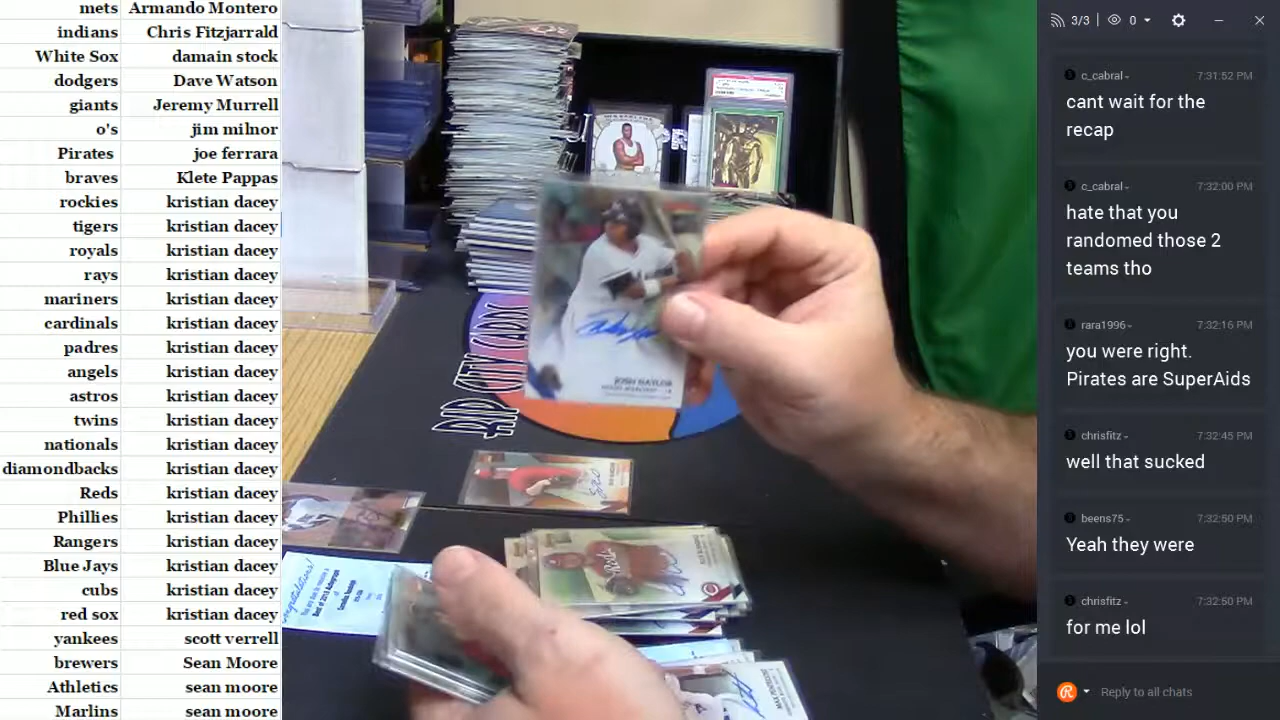 mets Armando Montero
indians Chris Fitzjarrald
White Sox damain stock
dodgers Dave Watson
giants Jeremy Murrell
o's jim milnor
Pirates joe ferrara
braves Klete Pappas
rockies kristian dacey
tigers kristian dacey
royals kristian dacey
rays kristian dacey
mariners kristian dacey
cardinals kristian dacey
padres kristian dacey
angels kristian dacey
astros kristian dacey
twins kristian dacey
nationals kristian dacey
diamondbacks kristian dacey
Reds kristian dacey
Phillies kristian dacey
Rangers kristian dacey
Blue Jays kristian dacey
cubs kristian dacey
red sox kristian dacey
yankees scott verrell
brewers Sean Moore
Athletics sean moore
Marlins sean moore
JOSH NAYLOR
RIP CITY CARDS
Reds
Congratulations!
3/3 0
c_cabral 7:31:52 PM
cant wait for the
recap
c_cabral 7:32:00 PM
hate that you
randomed those 2
teams tho
rara1996 7:32:16 PM
you were right.
Pirates are SuperAids
chrisfitz 7:32:45 PM
well that sucked
beens75 7:32:50 PM
Yeah they were
chrisfitz 7:32:50 PM
for me lol
Reply to all chats